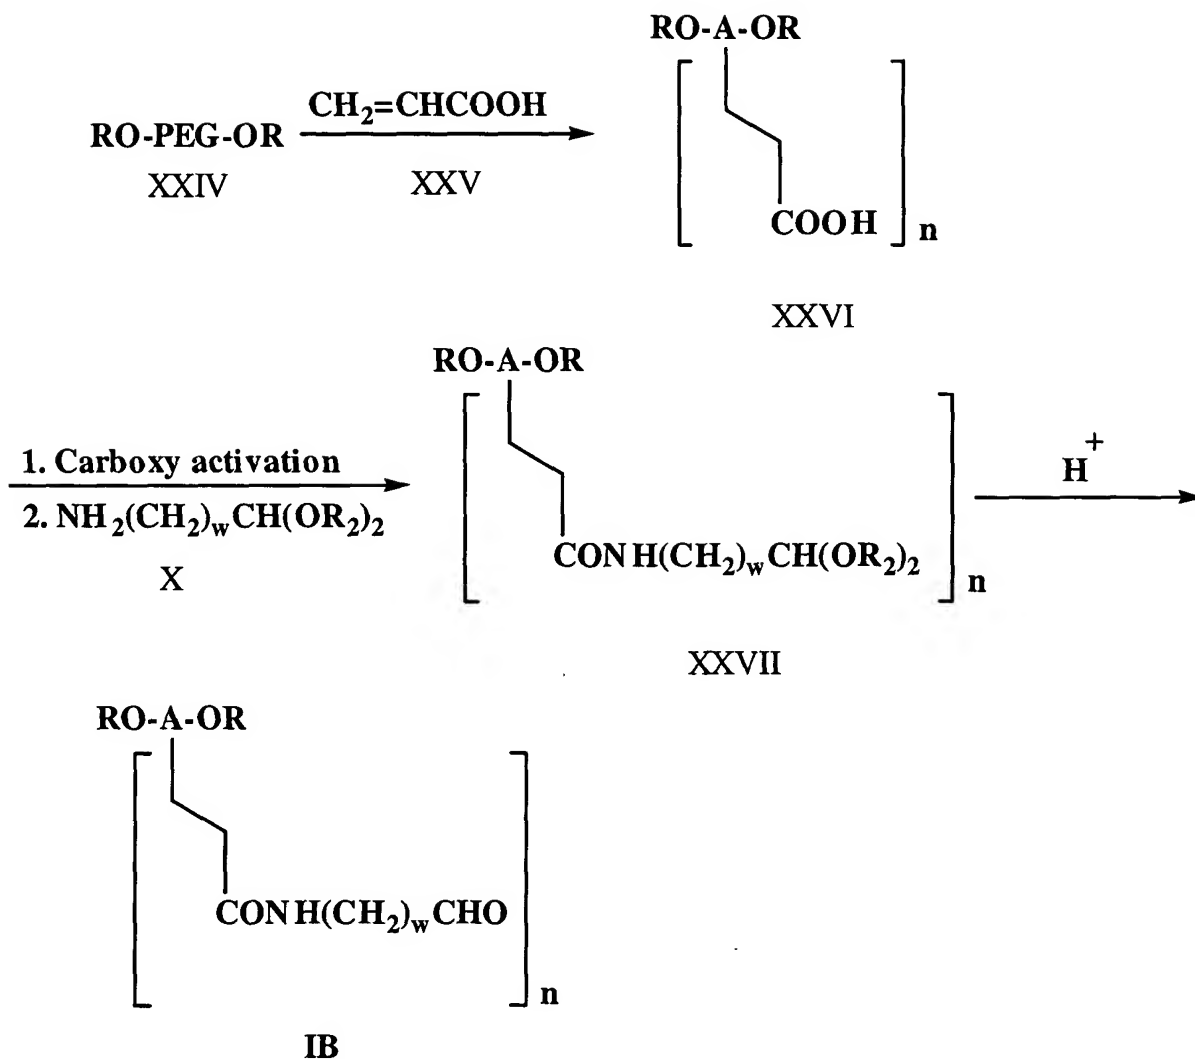 RO-A-OR
CH2=CHCOOH
RO-PEG-OR
XXIV
XXV
COOH
n
XXVI
RO-A-OR
1. Carboxy activation
2. NH2(CH2)wCH(OR2)2
X
H+
CONH(CH2)wCH(OR2)2
n
XXVII
RO-A-OR
CONH(CH2)wCHO
n
IB